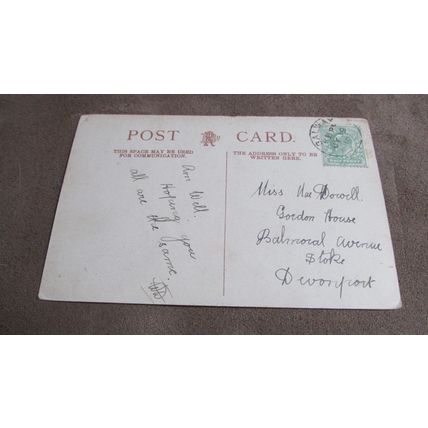 POST CARD.
THIS SPACE MAY BE USED
FOR COMMUNICATION.
THE ADDRESS ONLY TO BE
WRITTEN HERE.
Am Well.
Hoping you
all are the same.
Miss
Gordon House
Balmoral Avenue
Stoke
Devonport